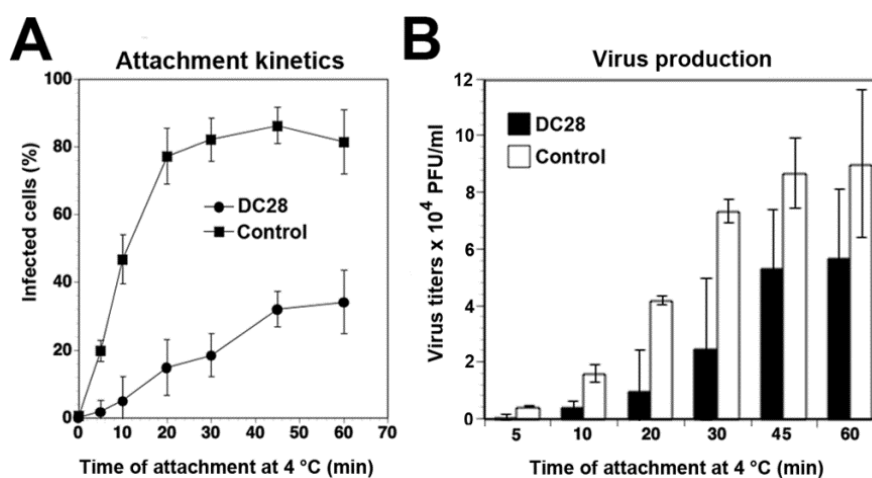 A
Attachment kinetics
Infected cells (%)
100
80
60
40
20
0
DC28
Control
0 10 20 30 40 50 60 70
Time of attachment at 4 °C (min)
B
Virus production
Virus titers x 10⁴ PFU/ml
12
10
8
6
4
2
0
DC28
Control
5 10 20 30 45 60
Time of attachment at 4 °C (min)